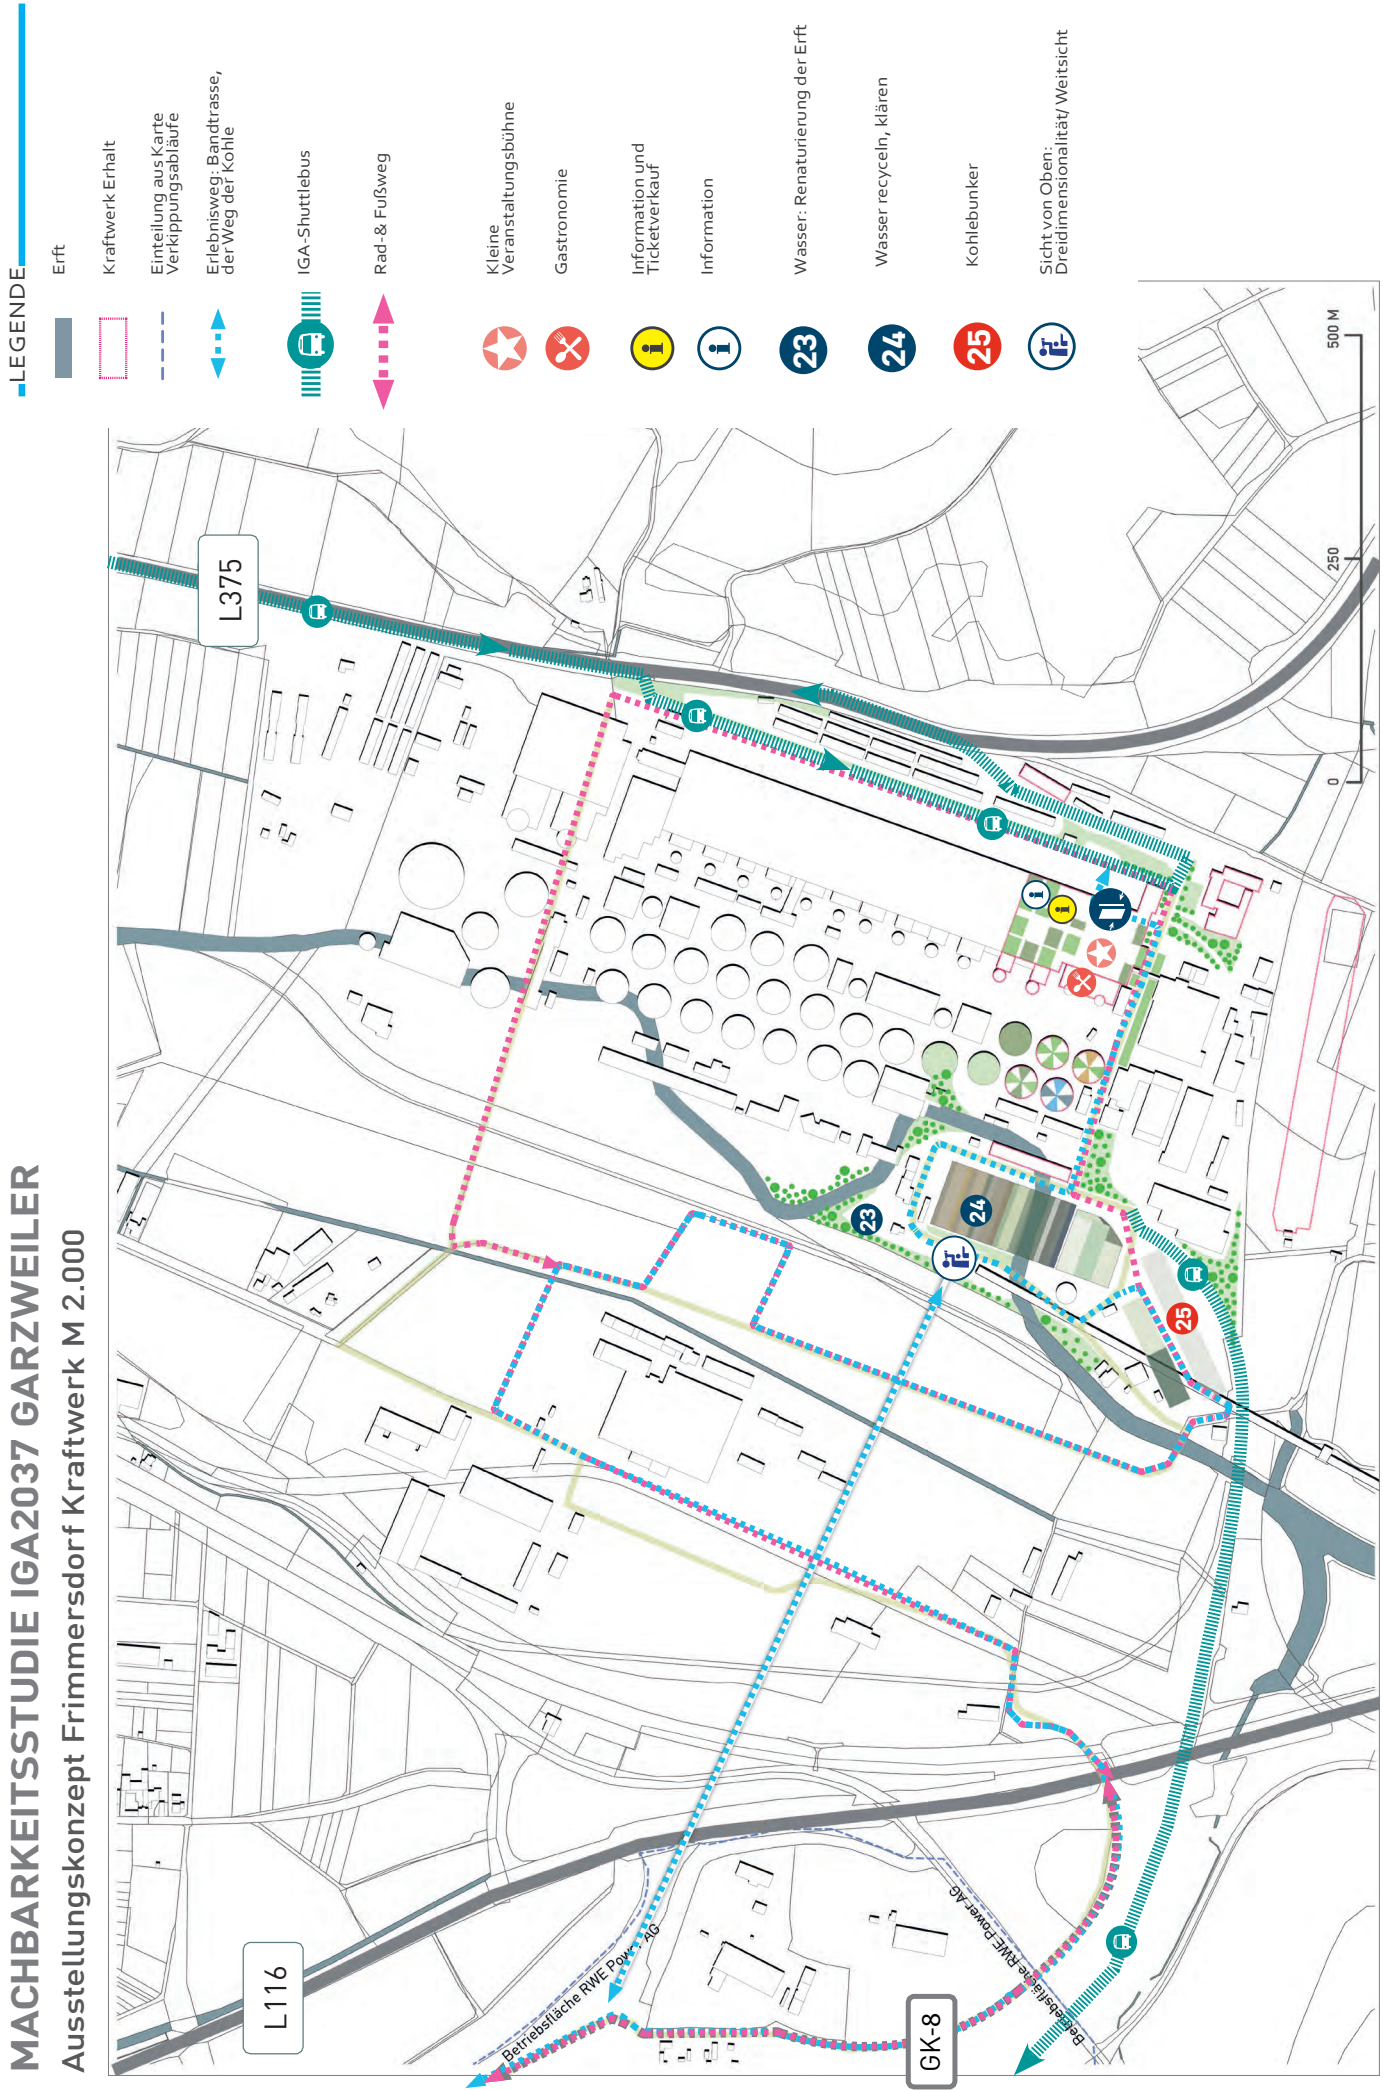 MACHBARKEITSSTUDIE IGA2037 GARZWEILER
Ausstellungskonzept Frimmersdorf Kraftwerk M 2.000
LEGENDE
Erft
Kraftwerk Erhalt
Einteilung aus Karte
Verkippungsabläufe
Erlebnisweg: Bandtrasse,
der Weg der Kohle
IGA-Shuttlebus
Rad-& Fußweg
Kleine
Veranstaltungsbühne
Gastronomie
Information und
Ticketverkauf
Information
23
Wasser: Renaturierung der Erft
24
Wasser recyceln, klären
25
Kohlebunker
Sicht von Oben:
Dreidimensionalität/ Weitsicht
L116
L375
GK-8
Betriebsfläche RWE Power AG
Betriebsfläche RWE Power AG
23
24
25
0
250
500 M